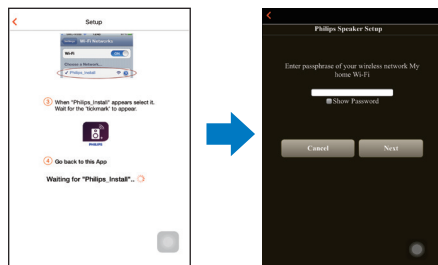 Setup
Settings Wi-Fi Networks
Wi-Fi
Choose a Network...
✓ Philips_Install
3 When "Philips_Install" appears select it.
Wait for the 'tickmark' to appear.
PHILIPS
4 Go back to this App
Waiting for "Philips_Install"..
Philips Speaker Setup
Enter passphrase of your wireless network My
home Wi-Fi
Show Password
Cancel
Next